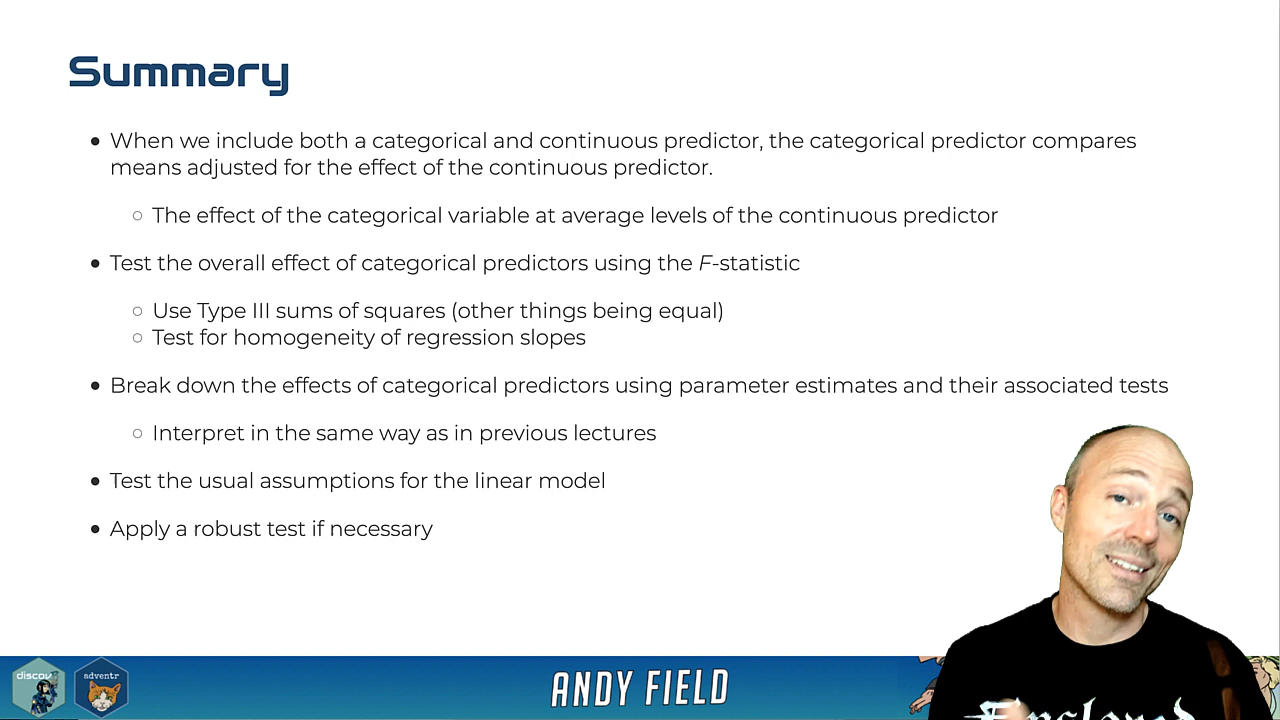 Summary
When we include both a categorical and continuous predictor, the categorical predictor compares
means adjusted for the effect of the continuous predictor.
The effect of the categorical variable at average levels of the continuous predictor
Test the overall effect of categorical predictors using the F-statistic
Use Type III sums of squares (other things being equal)
Test for homogeneity of regression slopes
Break down the effects of categorical predictors using parameter estimates and their associated tests
Interpret in the same way as in previous lectures
Test the usual assumptions for the linear model
Apply a robust test if necessary
adventr
ANDY FIELD